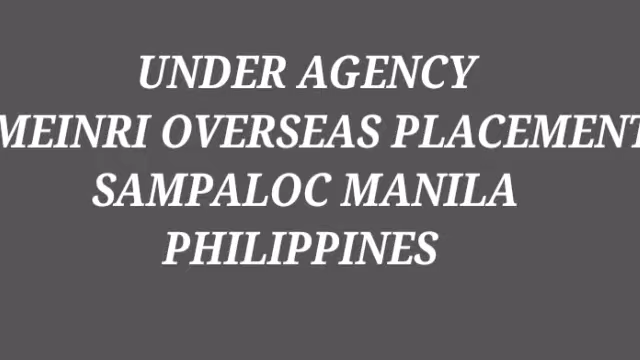 UNDER AGENCY
MEINRI OVERSEAS PLACEMENT
SAMPALOC MANILA
PHILIPPINES